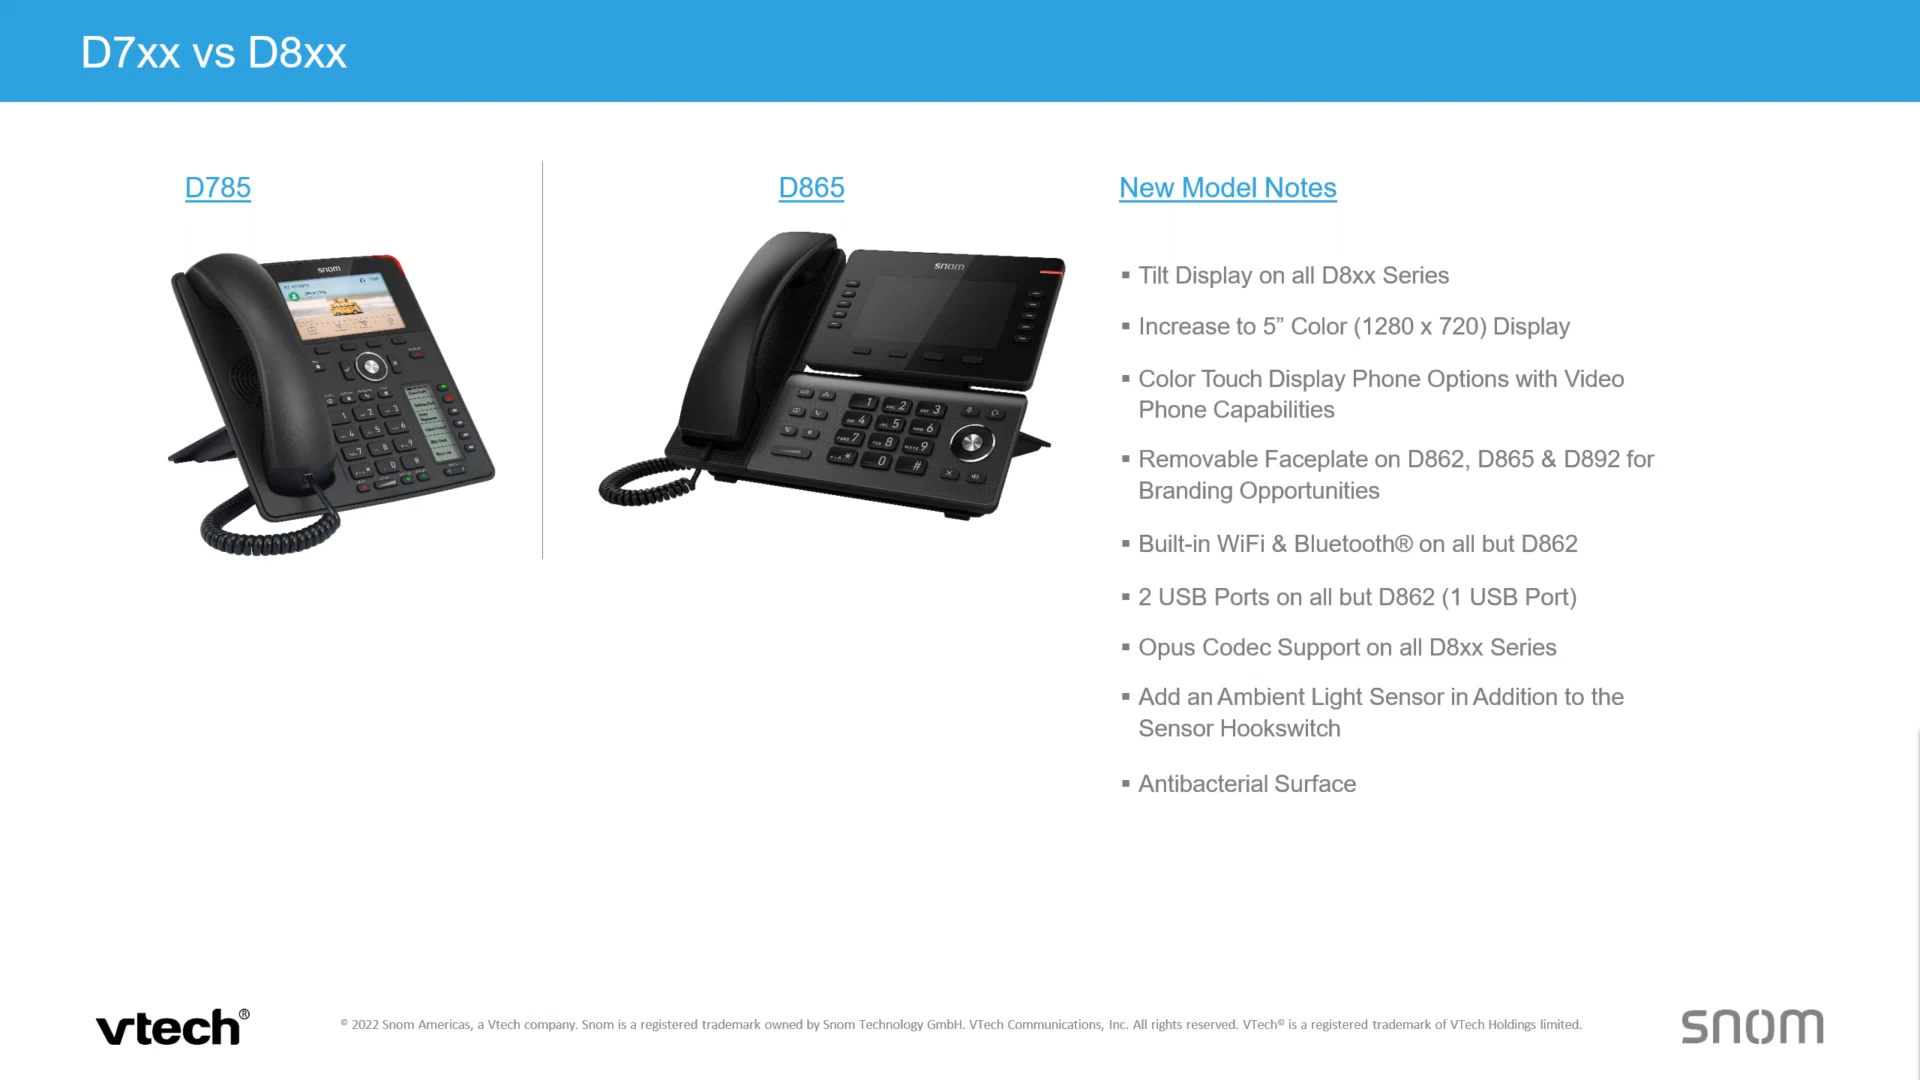 D7xx vs D8xx
D785
D865
New Model Notes
snom
snom
▪ Tilt Display on all D8xx Series
▪ Increase to 5” Color (1280 x 720) Display
▪ Color Touch Display Phone Options with Video
Phone Capabilities
▪ Removable Faceplate on D862, D865 & D892 for
Branding Opportunities
▪ Built-in WiFi & Bluetooth® on all but D862
▪ 2 USB Ports on all but D862 (1 USB Port)
▪ Opus Codec Support on all D8xx Series
▪ Add an Ambient Light Sensor in Addition to the
Sensor Hookswitch
▪ Antibacterial Surface
vtech®
© 2022 Snom Americas, a Vtech company. Snom is a registered trademark owned by Snom Technology GmbH. VTech Communications, Inc. All rights reserved. VTech© is a registered trademark of VTech Holdings limited.
snom